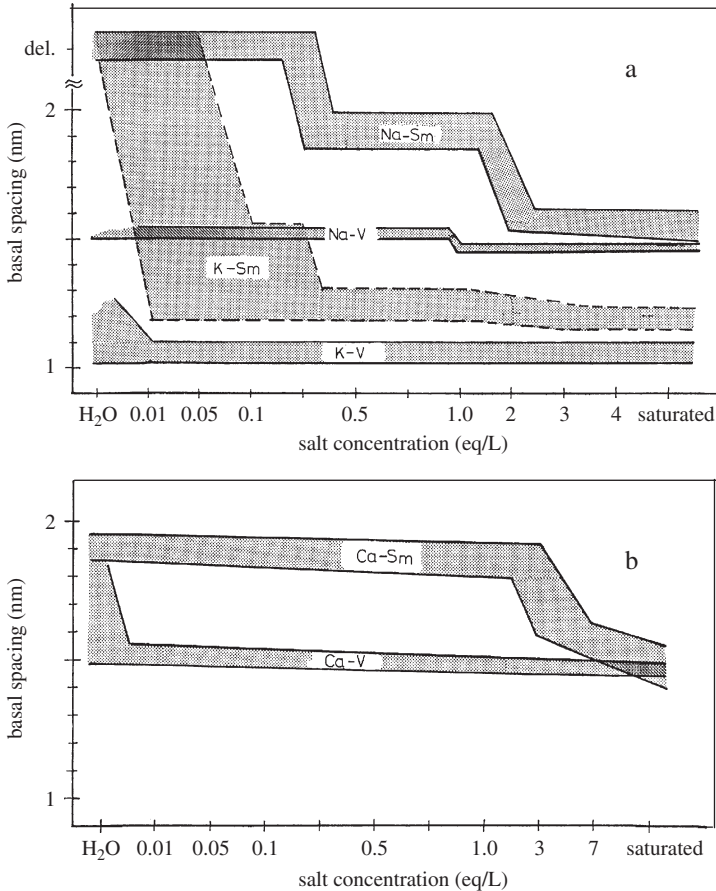 a
del.
2
Na-Sm
basal spacing (nm)
Na-V
K-Sm
K-V
1
H2O 0.01 0.05 0.1 0.5 1.0 2 3 4 saturated
salt concentration (eq/L)
b
2
Ca-Sm
basal spacing (nm)
Ca-V
1
H2O 0.01 0.05 0.1 0.5 1.0 3 7 saturated
salt concentration (eq/L)